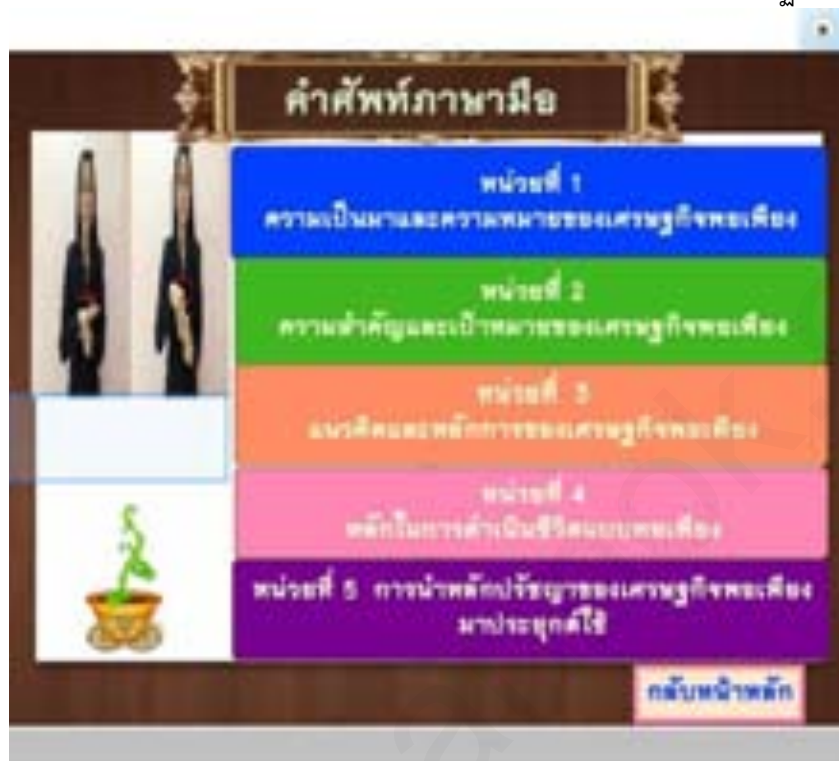 คำศัพท์ภาษามือ
หน่วยที่ 1
ความเป็นมาและความหมายของเศรษฐกิจพอเพียง
หน่วยที่ 2
ความสำคัญและเป้าหมายของเศรษฐกิจพอเพียง
หน่วยที่ 3
แนวคิดและหลักการของเศรษฐกิจพอเพียง
หน่วยที่ 4
หลักในการดำเนินชีวิตแบบพอเพียง
หน่วยที่ 5 การนำหลักปรัชญาของเศรษฐกิจพอเพียง
มาประยุกต์ใช้
กลับหน้าหลัก